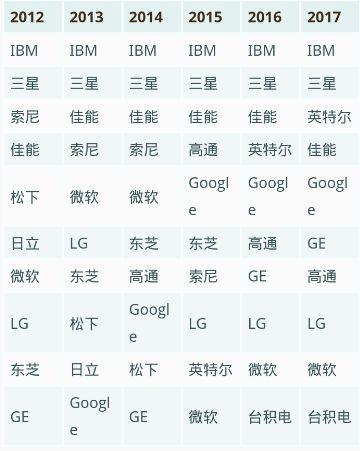 2012 2013 2014 2015 2016 2017
IBM IBM IBM IBM IBM IBM
三星 三星 三星 三星 三星 三星
索尼 佳能 佳能 佳能 佳能 英特尔
佳能 索尼 索尼 高通 英特尔 佳能
松下 微软 微软 Googl
e Googl
e Googl
e
日立 LG 东芝 东芝 高通 GE
微软 东芝 高通 索尼 GE 高通
LG 松下 Googl
e LG LG LG
东芝 日立 松下 英特尔 微软 微软
GE Googl
e GE 微软 台积电 台积电